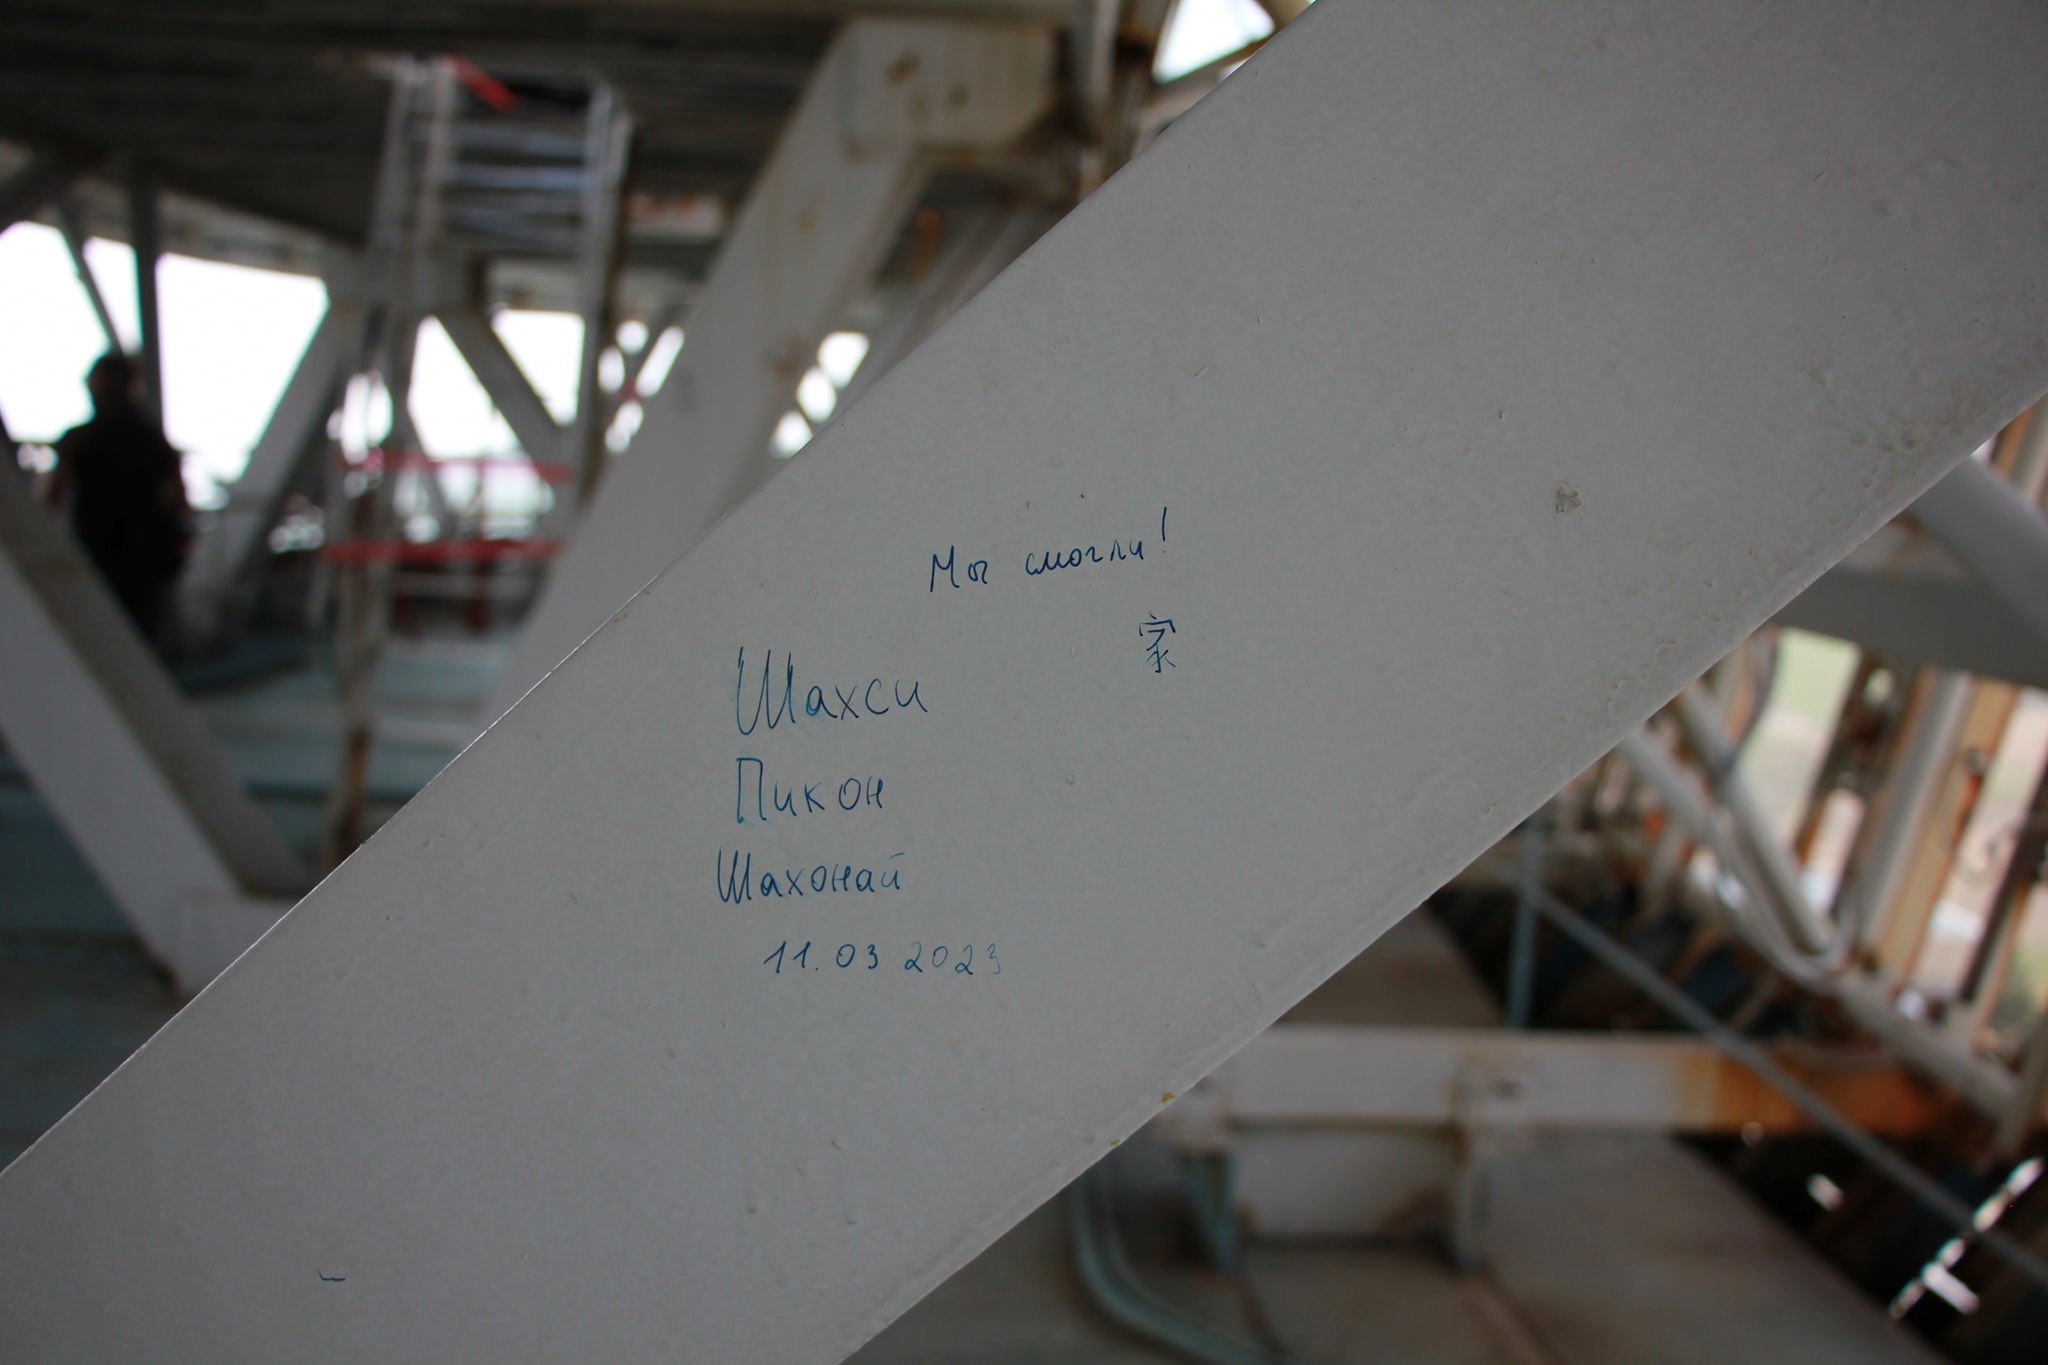 Мы смогли!
家
Шахси
Пикон
Шахонай
11.03 2023